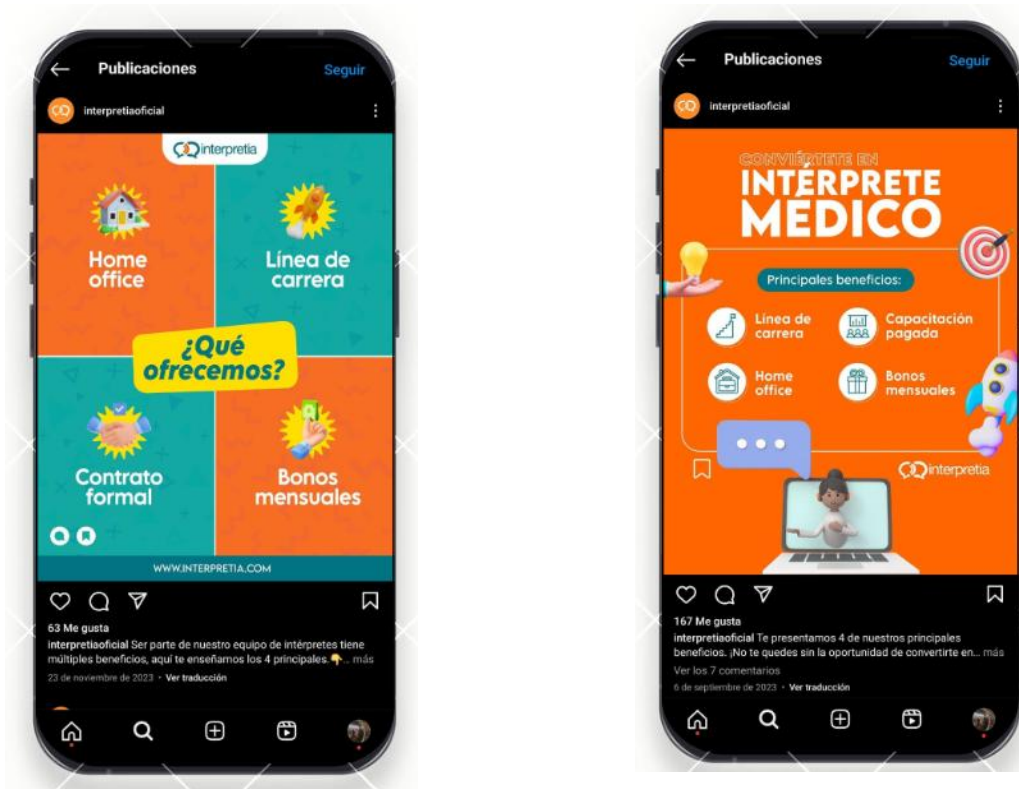 Publicaciones
Seguir
interpretiaoficial
interpretia
Home
office
Línea de
carrera
¿Qué
ofrecemos?
Contrato
formal
Bonos
mensuales
WWW.INTERPRETIA.COM
63 Me gusta
interpretiaoficial Ser parte de nuestro equipo de intérpretes tiene
múltiples beneficios, aquí te enseñamos los 4 principales.👇... más
23 de noviembre de 2023 • Ver traducción
Publicaciones
Seguir
interpretiaoficial
CONVIÉRTETE EN
INTÉRPRETE
MÉDICO
Principales beneficios:
Línea de
carrera
Capacitación
pagada
Home
office
Bonos
mensuales
interpretia
167 Me gusta
interpretiaoficial Te presentamos 4 de nuestros principales
beneficios. ¡No te quedes sin la oportunidad de convertirte en... más
Ver los 7 comentarios
6 de septiembre de 2023 • Ver traducción